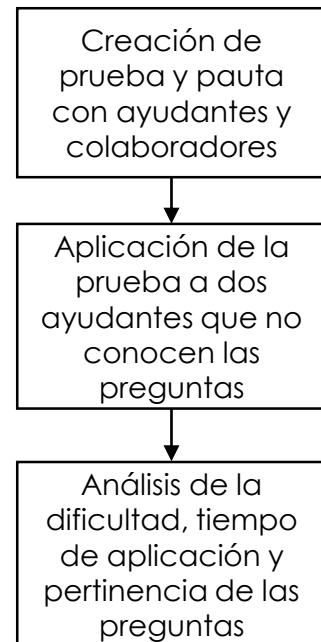 Creación de
prueba y pauta
con ayudantes y
colaboradores
Aplicación de la
prueba a dos
ayudantes que no
conocen las
preguntas
Análisis de la
dificultad, tiempo
de aplicación y
pertinencia de las
preguntas